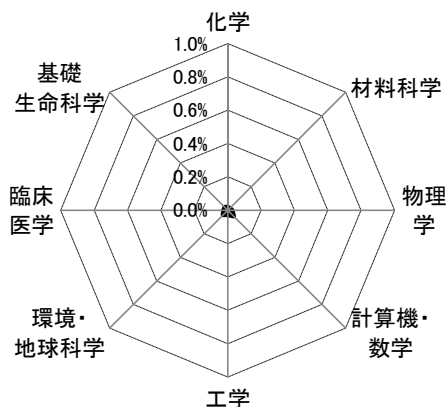 化学
1.0%
0.8%
0.6%
0.4%
0.2%
0.0%
材料科学
物理
学
計算機・
数学
工学
環境・
地球科学
臨床
医学
基礎
生命科学